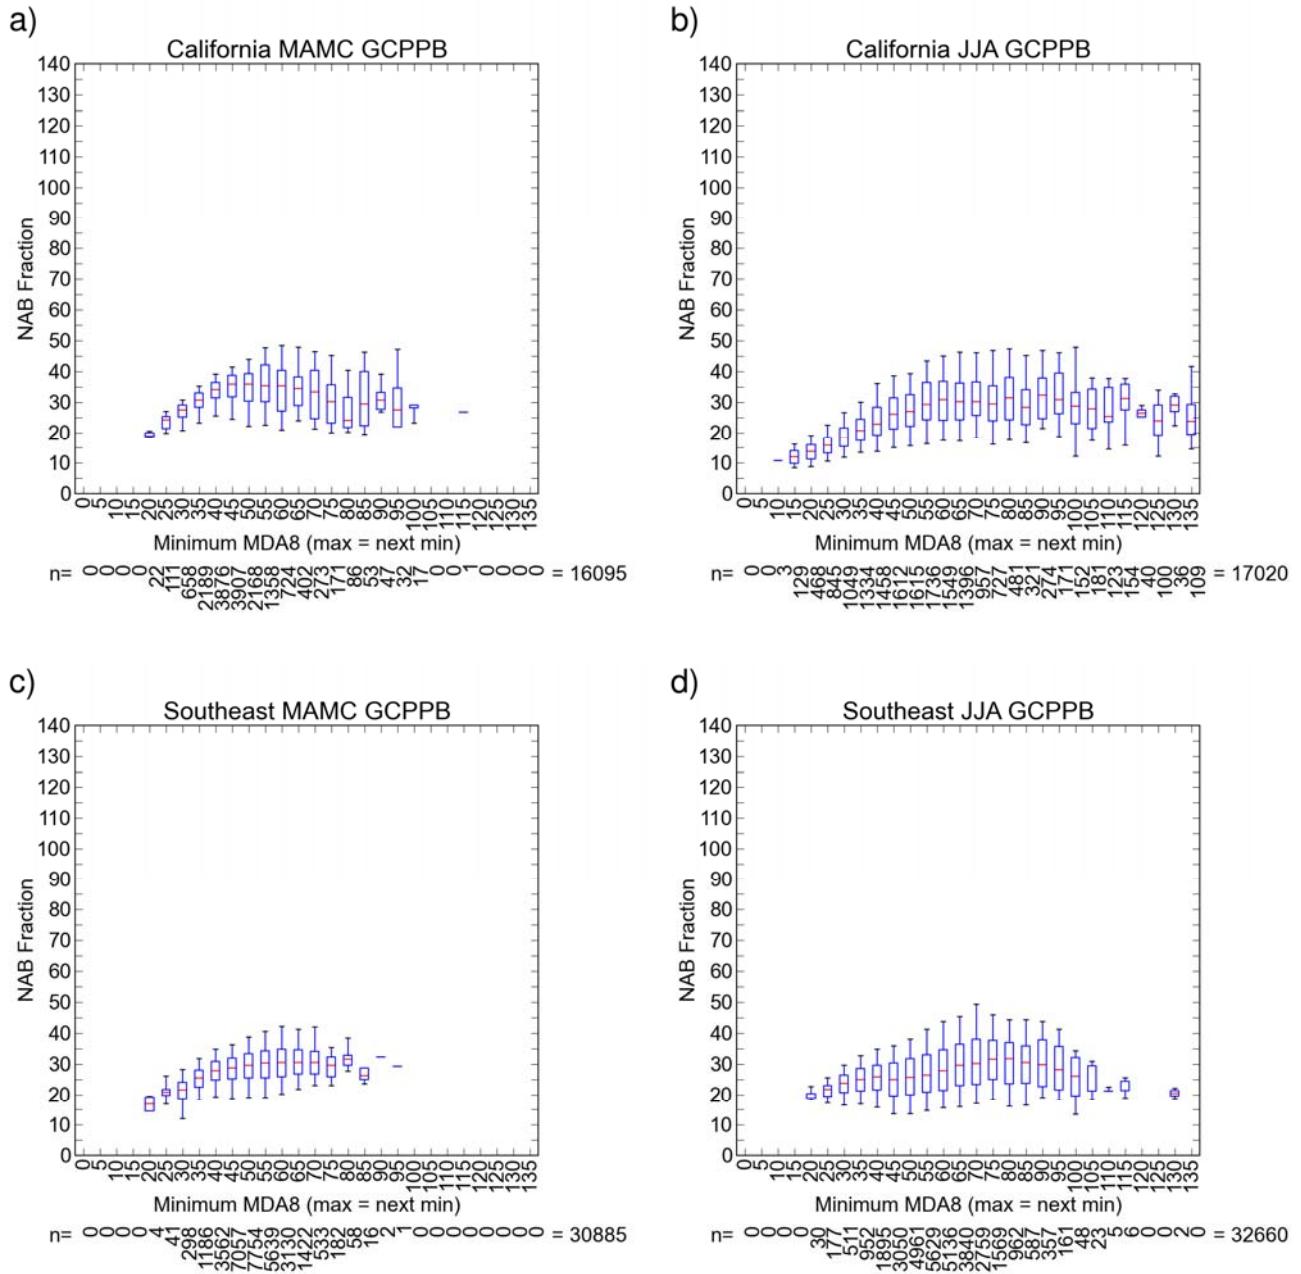 a)
California MAMC GCPPB
140
130
120
110
100
90
80
70
60
50
40
30
20
10
0
NAB Fraction
0 5 10 15 20 25 30 35 40 45 50 55 60 65 70 75 80 85 90 95 100 105 110 115 120 125 130 135
Minimum MDA8 (max = next min)
n= 0 0 0 0 22 111 658 2189 3876 3907 2168 1358 724 402 273 171 86 53 47 32 17 0 0 1 0 0 0 0 = 16095
b)
California JJA GCPPB
140
130
120
110
100
90
80
70
60
50
40
30
20
10
0
NAB Fraction
0 5 10 15 20 25 30 35 40 45 50 55 60 65 70 75 80 85 90 95 100 105 110 115 120 125 130 135
Minimum MDA8 (max = next min)
n= 0 0 3 129 468 845 1049 1334 1458 1612 1615 1736 1549 1396 957 727 481 321 274 171 152 181 123 154 40 100 36 109 = 17020
c)
Southeast MAMC GCPPB
140
130
120
110
100
90
80
70
60
50
40
30
20
10
0
NAB Fraction
0 5 10 15 20 25 30 35 40 45 50 55 60 65 70 75 80 85 90 95 100 105 110 115 120 125 130 135
Minimum MDA8 (max = next min)
n= 0 0 0 0 4 41 298 1186 3562 7057 7754 5639 3130 1422 533 182 58 16 2 1 0 0 0 0 0 0 0 0 = 30885
d)
Southeast JJA GCPPB
140
130
120
110
100
90
80
70
60
50
40
30
20
10
0
NAB Fraction
0 5 10 15 20 25 30 35 40 45 50 55 60 65 70 75 80 85 90 95 100 105 110 115 120 125 130 135
Minimum MDA8 (max = next min)
n= 0 0 0 0 30 177 511 952 1895 3050 4961 5629 5136 3840 2759 1569 962 587 357 161 48 23 5 6 0 0 2 0 = 32660